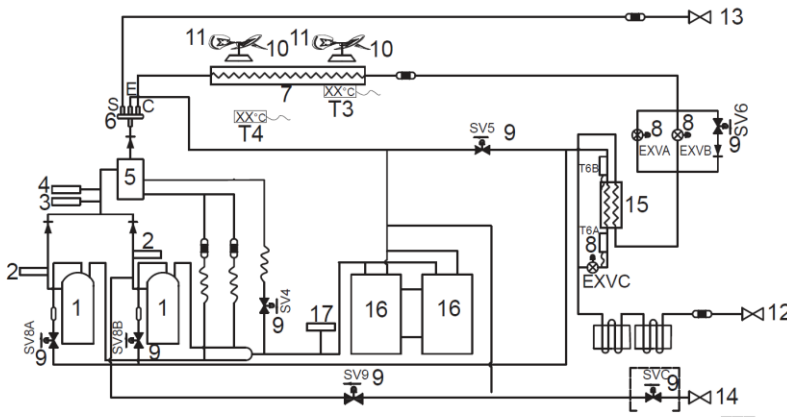 13
11 10 11 10
E
S C
6
7
XX°C
T3
XX°C
T4
8 8 SV6
EXVA EXVB 9
SV5 9
T6B
15
T6A
8
EXVC
5
4
3
2
2
1 1
SV8A 9
SV8B 9
SV4
9
17
16 16
12
SV9 9
SVC 9
14